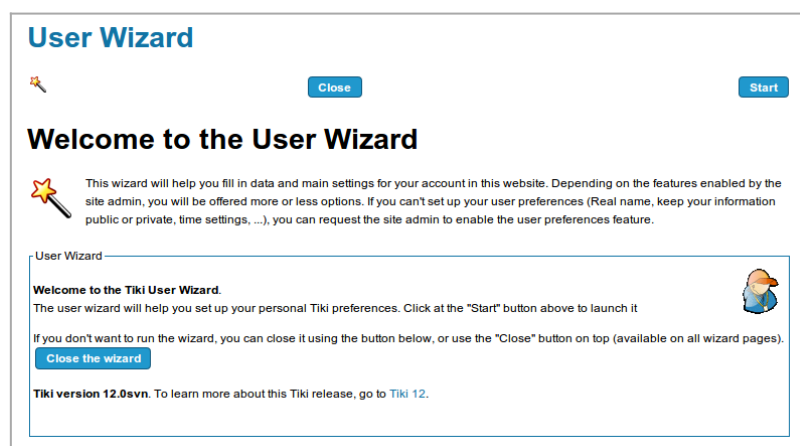 User Wizard
Close
Start
Welcome to the User Wizard
This wizard will help you fill in data and main settings for your account in this website. Depending on the features enabled by the
site admin, you will be offered more or less options. If you can't set up your user preferences (Real name, keep your information
public or private, time settings, ...), you can request the site admin to enable the user preferences feature.
User Wizard
Welcome to the Tiki User Wizard.
The user wizard will help you set up your personal Tiki preferences. Click at the "Start" button above to launch it
If you don't want to run the wizard, you can close it using the button below, or use the "Close" button on top (available on all wizard pages).
Close the wizard
Tiki version 12.0svn. To learn more about this Tiki release, go to Tiki 12.